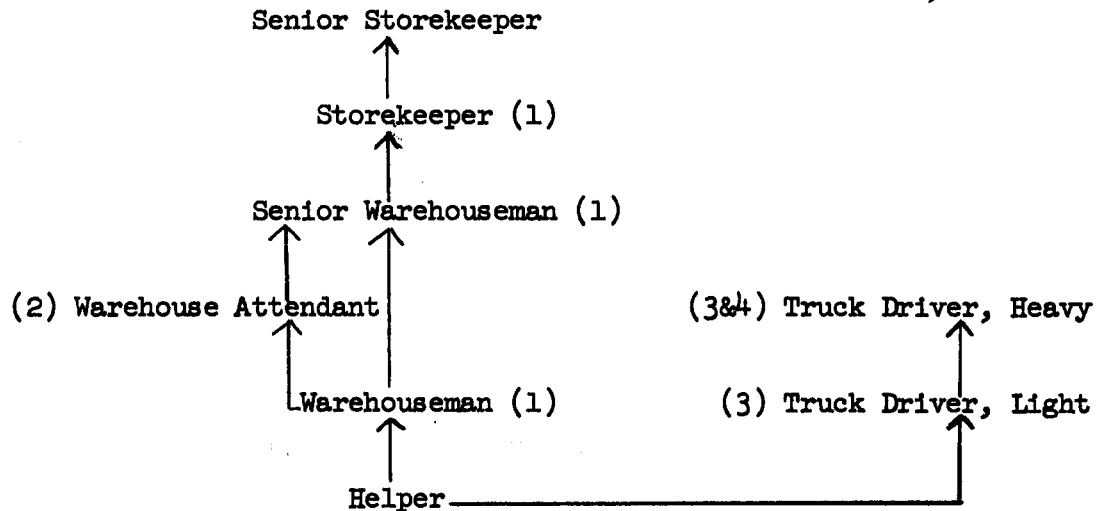 Senior Storekeeper
Storekeeper (1)
Senior Warehouseman (1)
(2) Warehouse Attendant
(3&4) Truck Driver, Heavy
Warehouseman (1)
(3) Truck Driver, Light
Helper